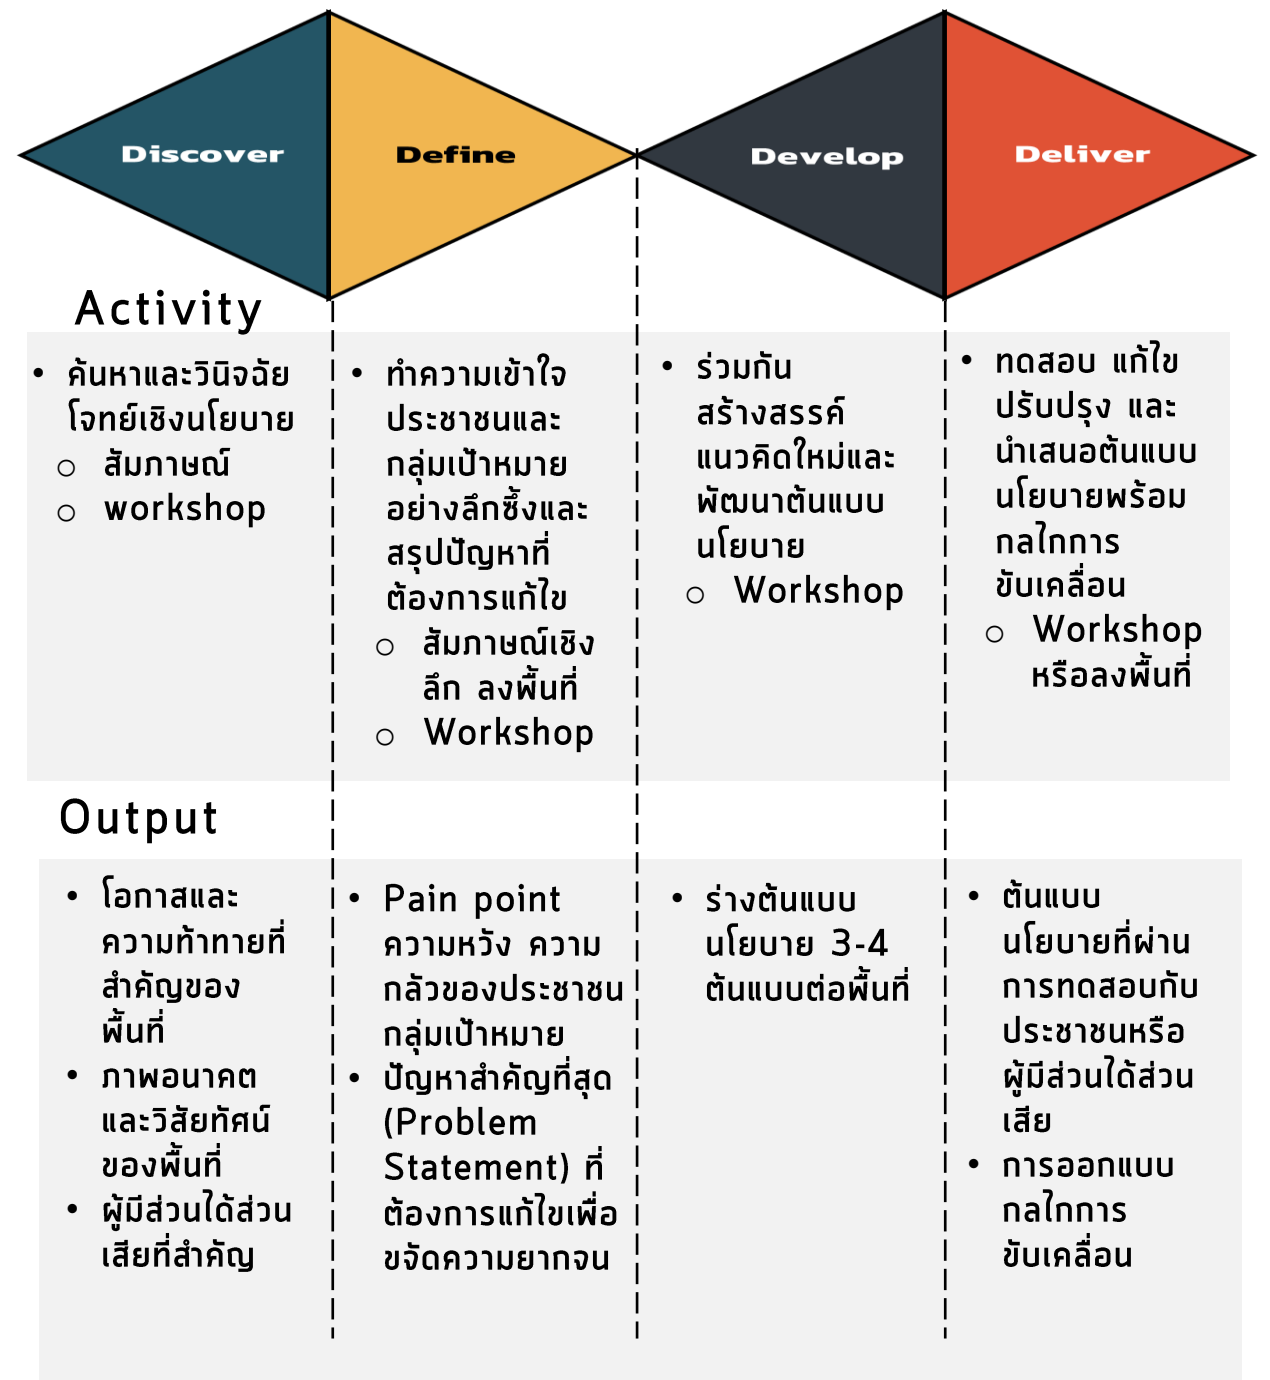 Discover
Define
Develop
Deliver
Activity
• ค้นหาและวินิจฉัย
โจทย์เชิงนโยบาย
○ สัมภาษณ์
○ workshop
• ทำความเข้าใจ
ประชาชนและ
กลุ่มเป้าหมาย
อย่างลึกซึ้งและ
สรุปปัญหาที่
ต้องการแก้ไข
○ สัมภาษณ์เชิง
ลึก ลงพื้นที่
○ Workshop
• ร่วมกัน
สร้างสรรค์
แนวคิดใหม่และ
พัฒนาต้นแบบ
นโยบาย
○ Workshop
• ทดสอบ แก้ไข
ปรับปรุง และ
นำเสนอต้นแบบ
นโยบายพร้อม
กลไกการ
ขับเคลื่อน
○ Workshop
หรือลงพื้นที่
Output
• โอกาสและ
ความท้าทายที่
สำคัญของ
พื้นที่
• ภาพอนาคต
และวิสัยทัศน์
ของพื้นที่
• ผู้มีส่วนได้ส่วน
เสียที่สำคัญ
• Pain point
ความหวัง ความ
กลัวของประชาชน
กลุ่มเป้าหมาย
• ปัญหาสำคัญที่สุด
(Problem
Statement) ที่
ต้องการแก้ไขเพื่อ
ขจัดความยากจน
• ร่างต้นแบบ
นโยบาย 3-4
ต้นแบบต่อพื้นที่
• ต้นแบบ
นโยบายที่ผ่าน
การทดสอบกับ
ประชาชนหรือ
ผู้มีส่วนได้ส่วน
เสีย
• การออกแบบ
กลไกการ
ขับเคลื่อน